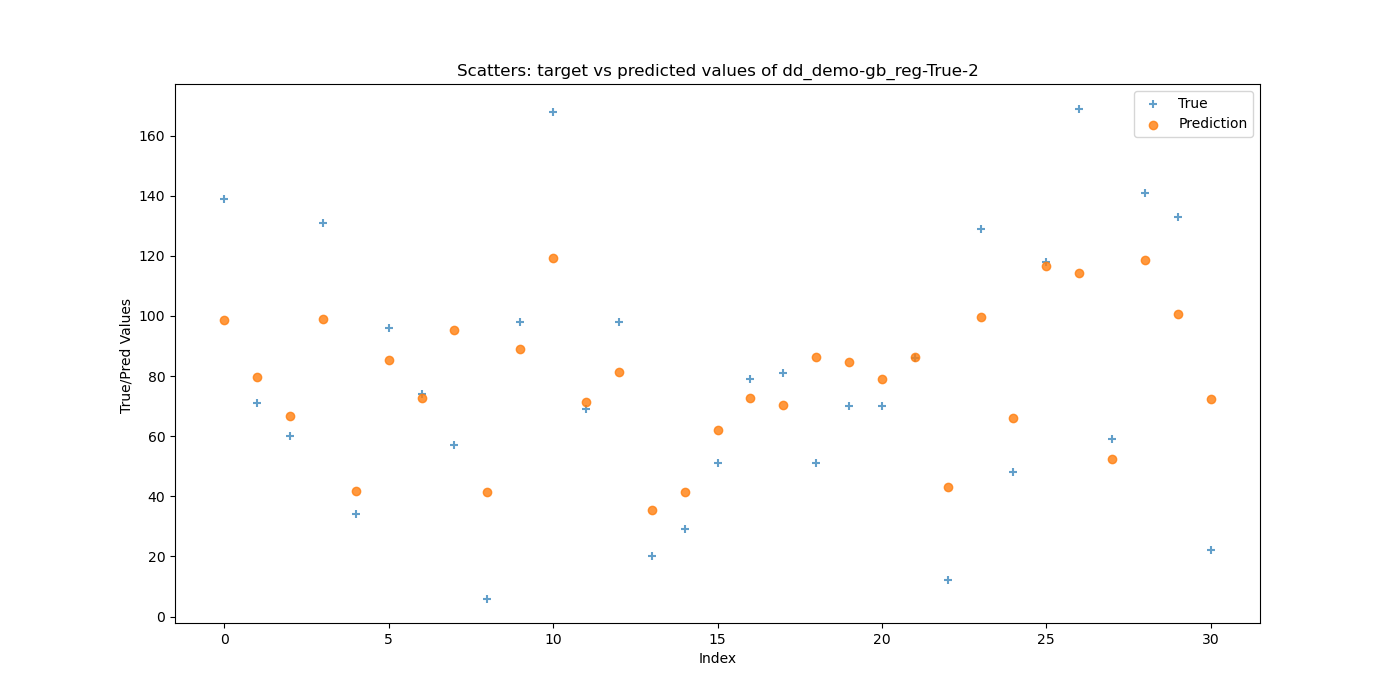 Scatters: target vs predicted values of dd_demo-gb_reg-True-2
True
Prediction
160
140
120
100
80
60
40
20
0
True/Pred Values
0 5 10 15 20 25 30
Index